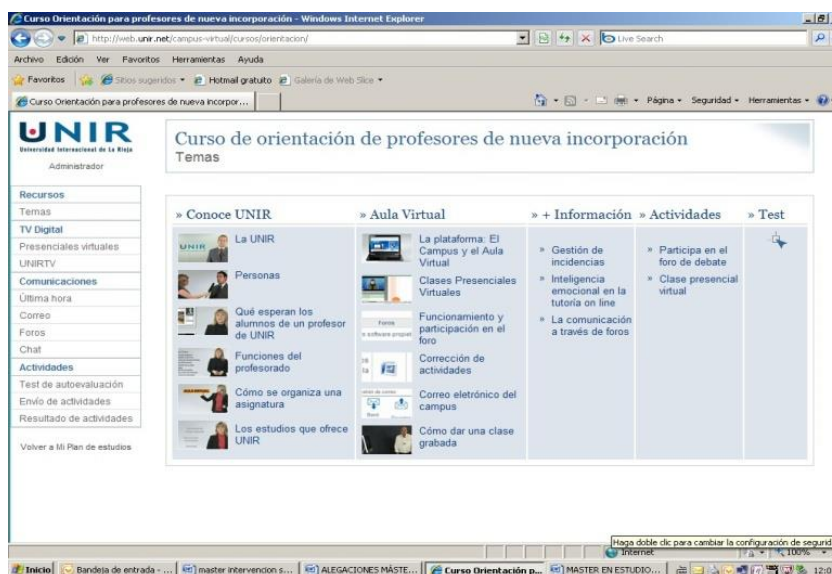 Curso Orientación para profesores de nueva incorporación - Windows Internet Explorer
http://web.unir.net/campus-virtual/cursos/orientacion/
Live Search
Archivo Edición Ver Favoritos Herramientas Ayuda
Favoritos Sitios sugeridos Hotmail gratuito Galería de Web Slice
Curso Orientación para profesores de nueva incorpor...
Página Seguridad Herramientas
UNIR
Universidad Internacional de La Rioja
Administrador
Curso de orientación de profesores de nueva incorporación
Temas
Recursos
Temas
TV Digital
Presenciales virtuales
UNIRTV
Comunicaciones
Última hora
Correo
Foros
Chat
Actividades
Test de autoevaluación
Envío de actividades
Resultado de actividades
Volver a Mi Plan de estudios
» Conoce UNIR
UNIR
La UNIR
Personas
Qué esperan los
alumnos de un profesor
de UNIR
Funciones del
profesorado
Cómo se organiza una
asignatura
Los estudios que ofrece
UNIR
» Aula Virtual
La plataforma: El
Campus y el Aula
Virtual
Clases Presenciales
Virtuales
Foros
Funcionamiento y
participación en el
foro
Corrección de
actividades
Correo eletrónico del
campus
Cómo dar una clase
grabada
» + Información
» Gestión de
incidencias
» Inteligencia
emocional en la
tutoría on line
» La comunicación
a través de foros
» Actividades
» Participa en el
foro de debate
» Clase presencial
virtual
» Test
Haga doble clic para cambiar la configuración de segurid
Internet
100%
Inicio
Bandeja de entrada - ...
master intervencion s...
ALEGACIONES MÁSTE...
Curso Orientación p...
MASTER EN ESTUDIO...
12:0